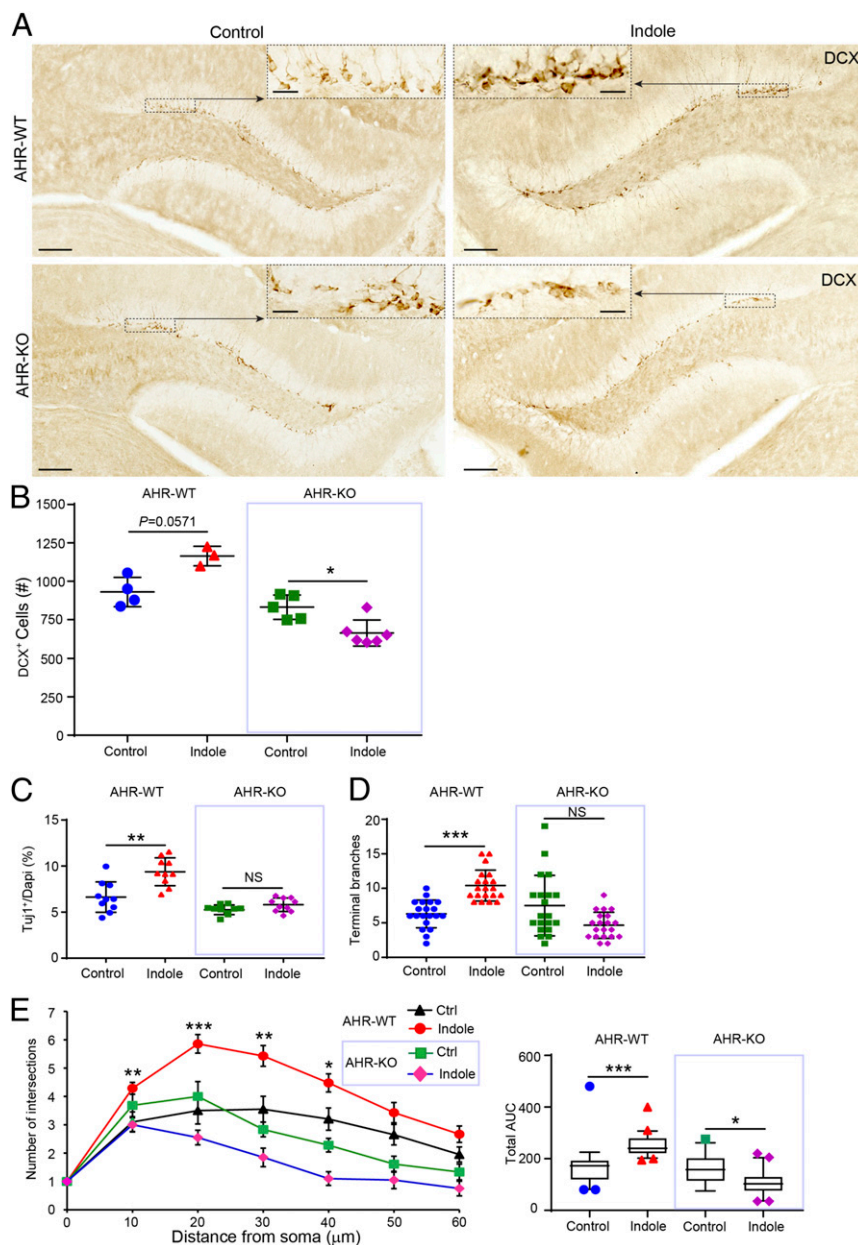 A
Control
Indole
AHR-WT
DCX
AHR-KO
DCX
B
AHR-WT
AHR-KO
DCX+ Cells (#)
1500
1250
1000
750
500
250
0
P=0.0571
*
Control
Indole
Control
Indole
C
AHR-WT
AHR-KO
Tuj1+/Dapi (%)
15
10
5
0
**
NS
Control
Indole
Control
Indole
D
AHR-WT
AHR-KO
Terminal branches
20
15
10
5
0
***
NS
Control
Indole
Control
Indole
E
Number of intersections
7
6
5
4
3
2
1
0
**
***
**
*
AHR-WT
Ctrl
Indole
AHR-KO
Ctrl
Indole
0 10 20 30 40 50 60
Distance from soma (μm)
AHR-WT
AHR-KO
Total AUC
600
400
200
0
***
*
Control
Indole
Control
Indole